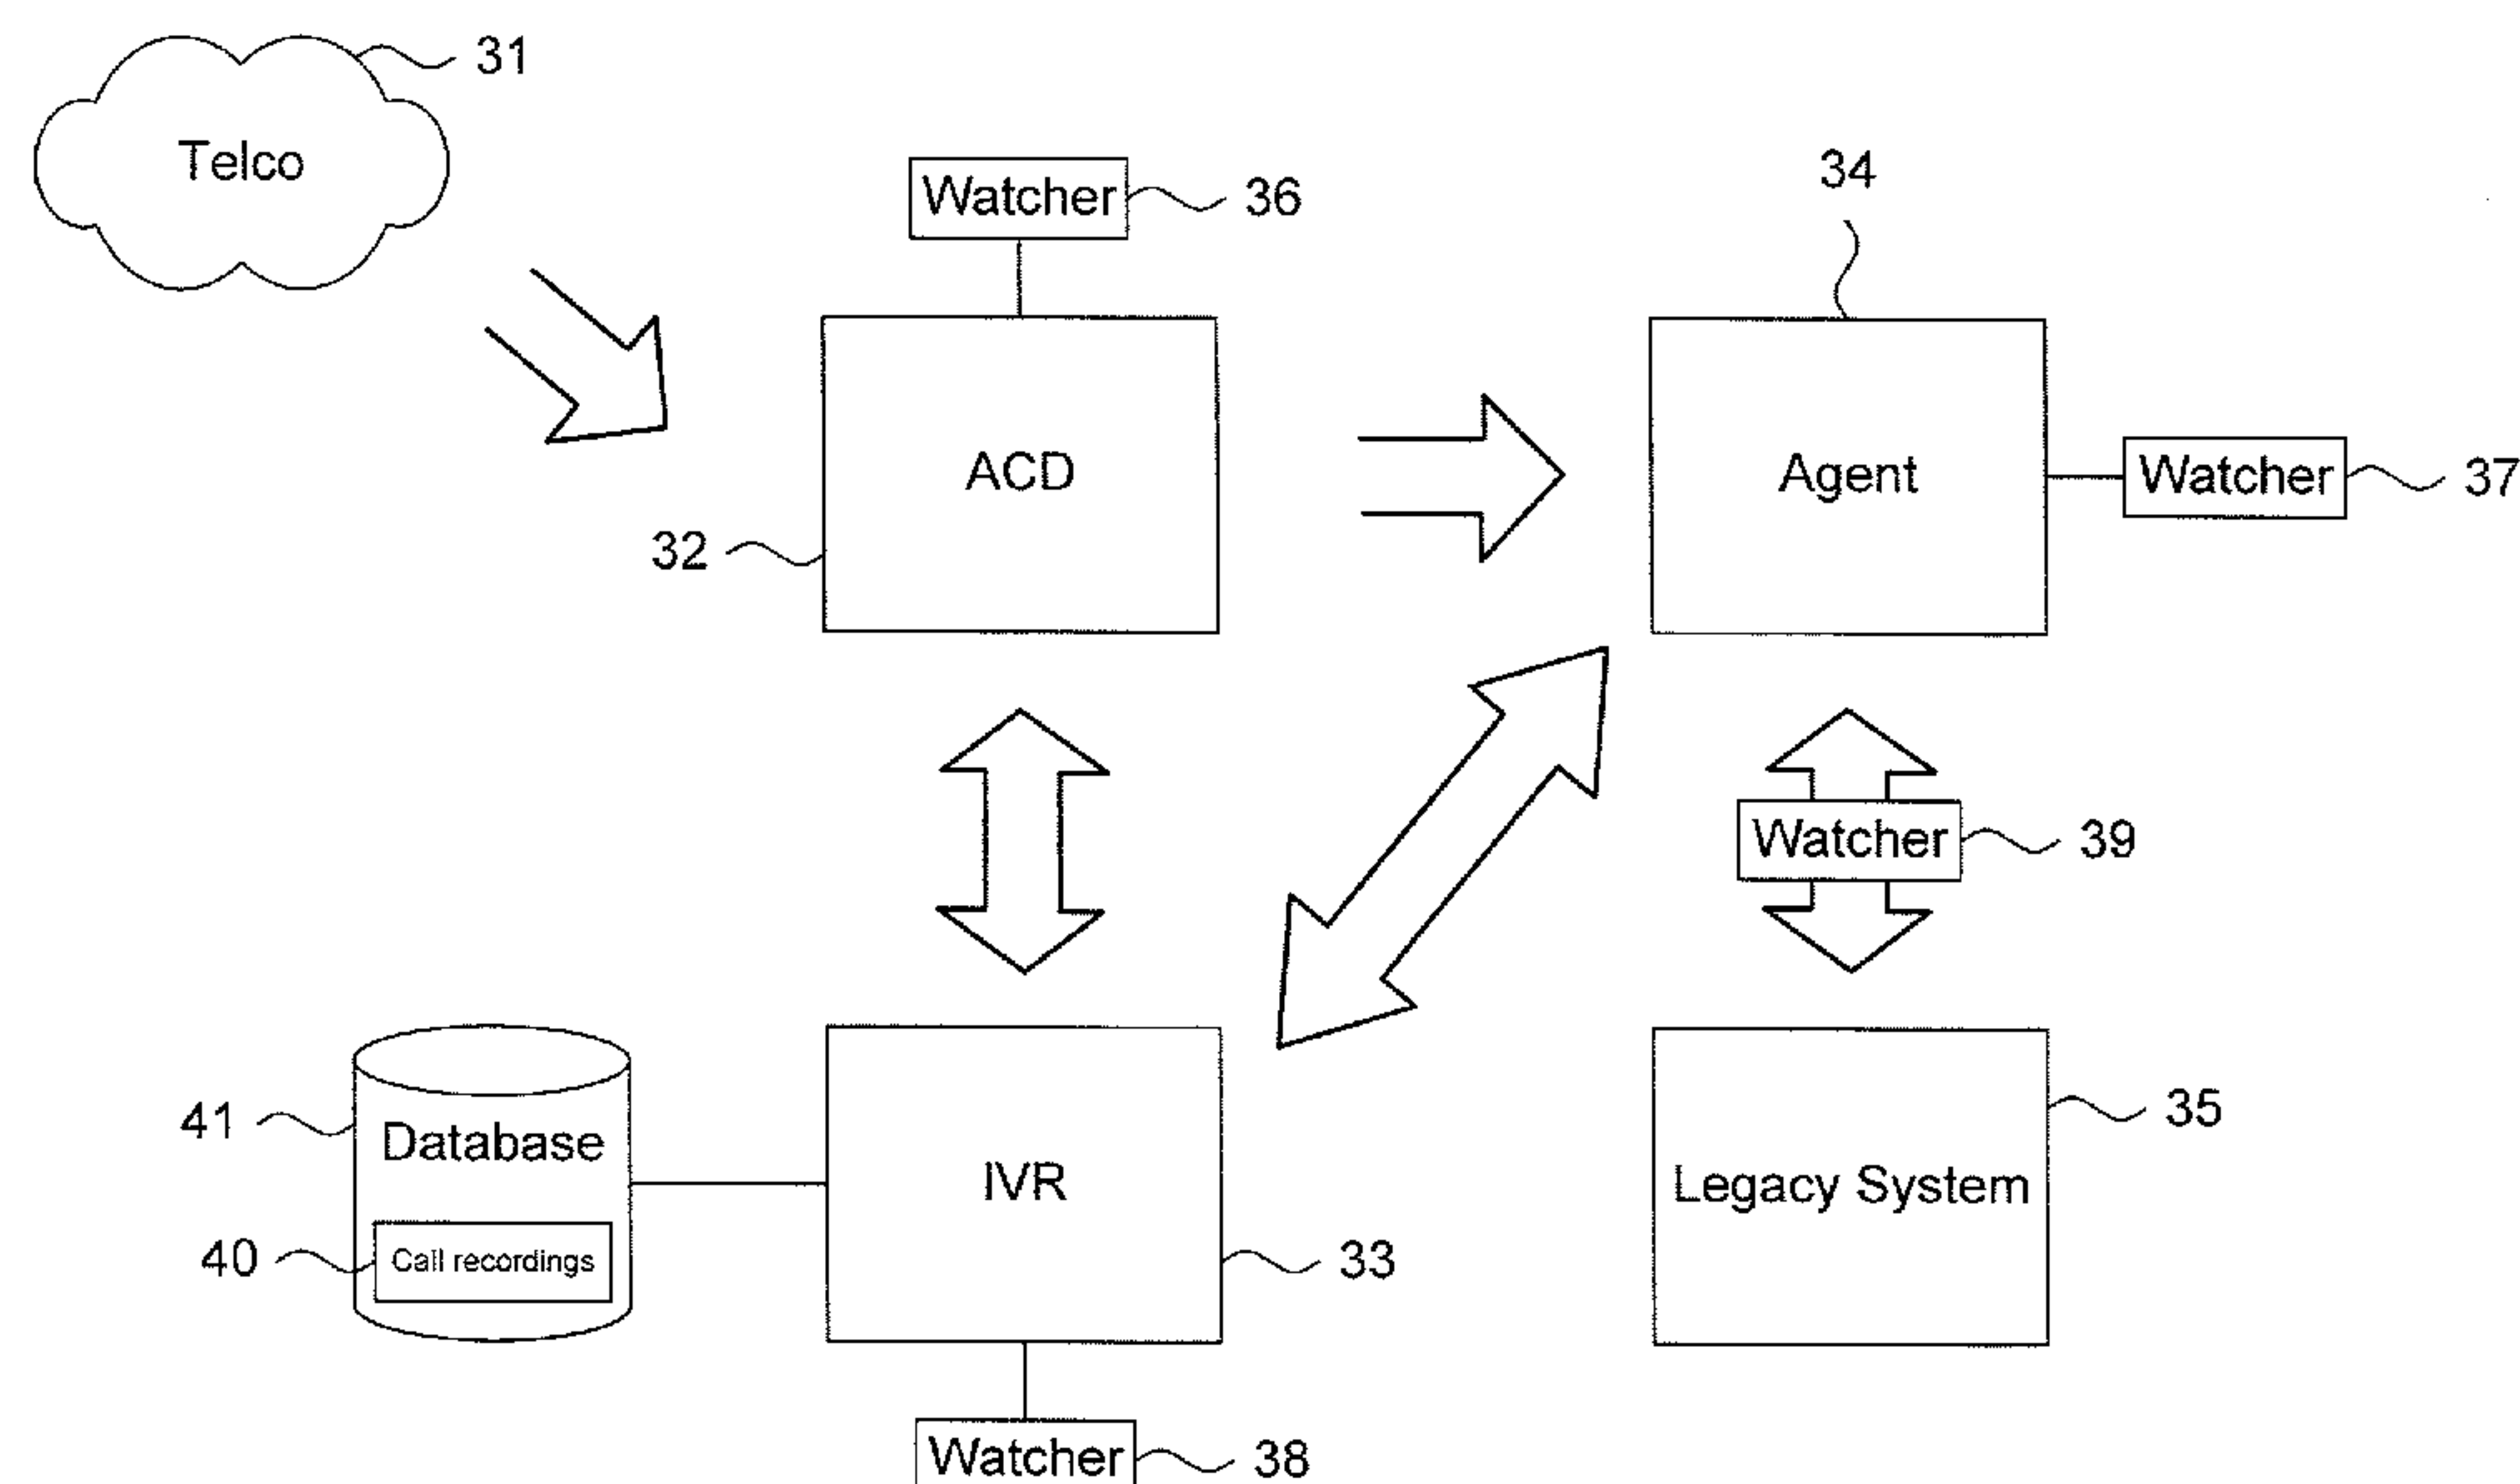 31
Telco
Watcher
36
34
ACD
Agent
Watcher
37
32
Watcher
39
41
Database
IVR
Legacy System
35
40
Call recordings
33
Watcher
38